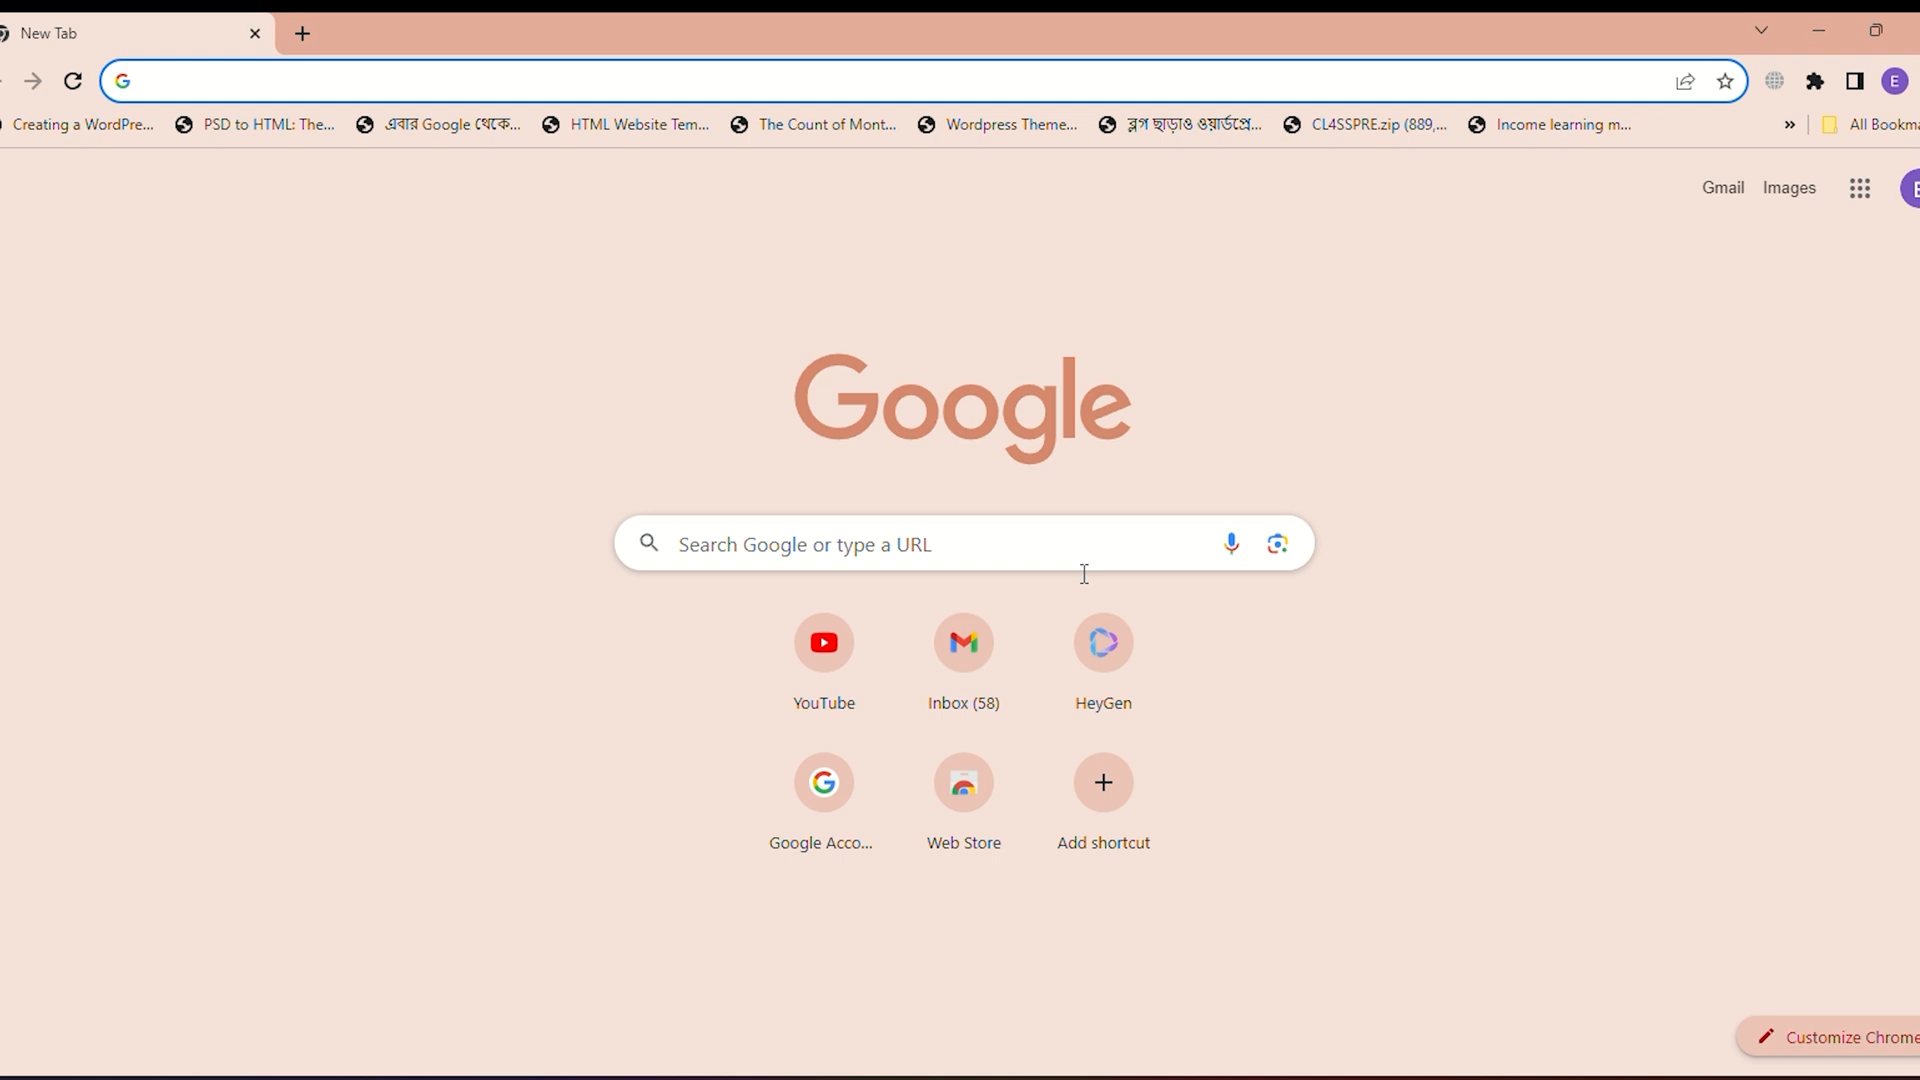 New Tab
Creating a WordPre... PSD to HTML: The... এবার Google থেকে... HTML Website Tem... The Count of Mont... Wordpress Theme... ব্লগ ছাড়াও ওয়ার্ডপ্রে... CL4SSPRE.zip (889,... Income learning m... » All Bookma
E
Gmail Images
Google
Search Google or type a URL
YouTube Inbox (58) HeyGen
Google Acco... Web Store Add shortcut
Customize Chrome